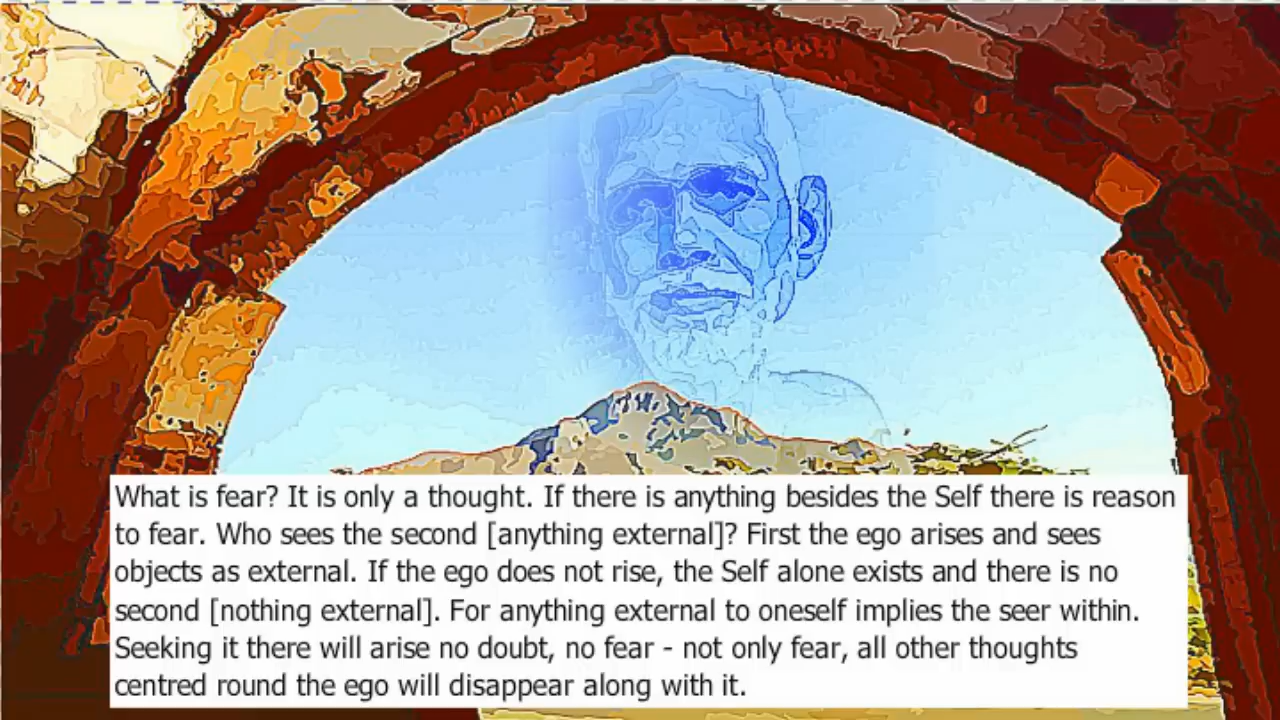 What is fear? It is only a thought. If there is anything besides the Self there is reason
to fear. Who sees the second [anything external]? First the ego arises and sees
objects as external. If the ego does not rise, the Self alone exists and there is no
second [nothing external]. For anything external to oneself implies the seer within.
Seeking it there will arise no doubt, no fear - not only fear, all other thoughts
centred round the ego will disappear along with it.